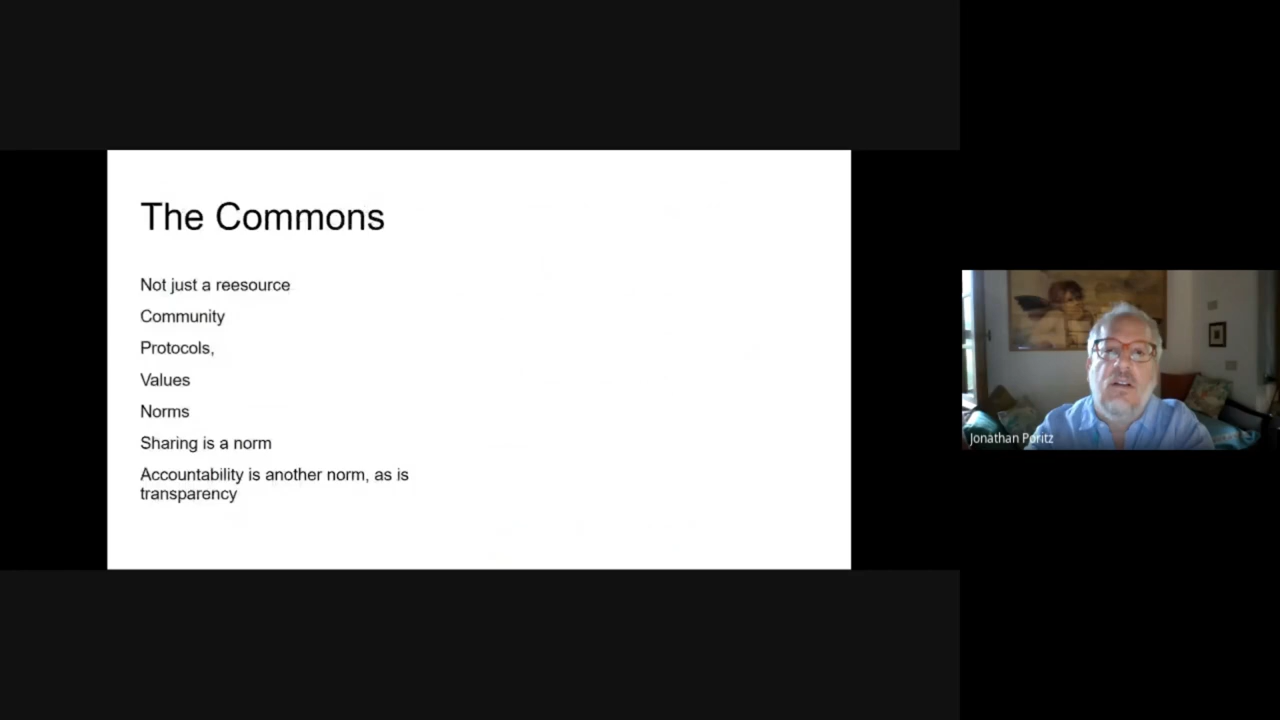 The Commons
Not just a reesource
Community
Protocols,
Values
Norms
Sharing is a norm
Accountability is another norm, as is
transparency
Jonathan Poritz